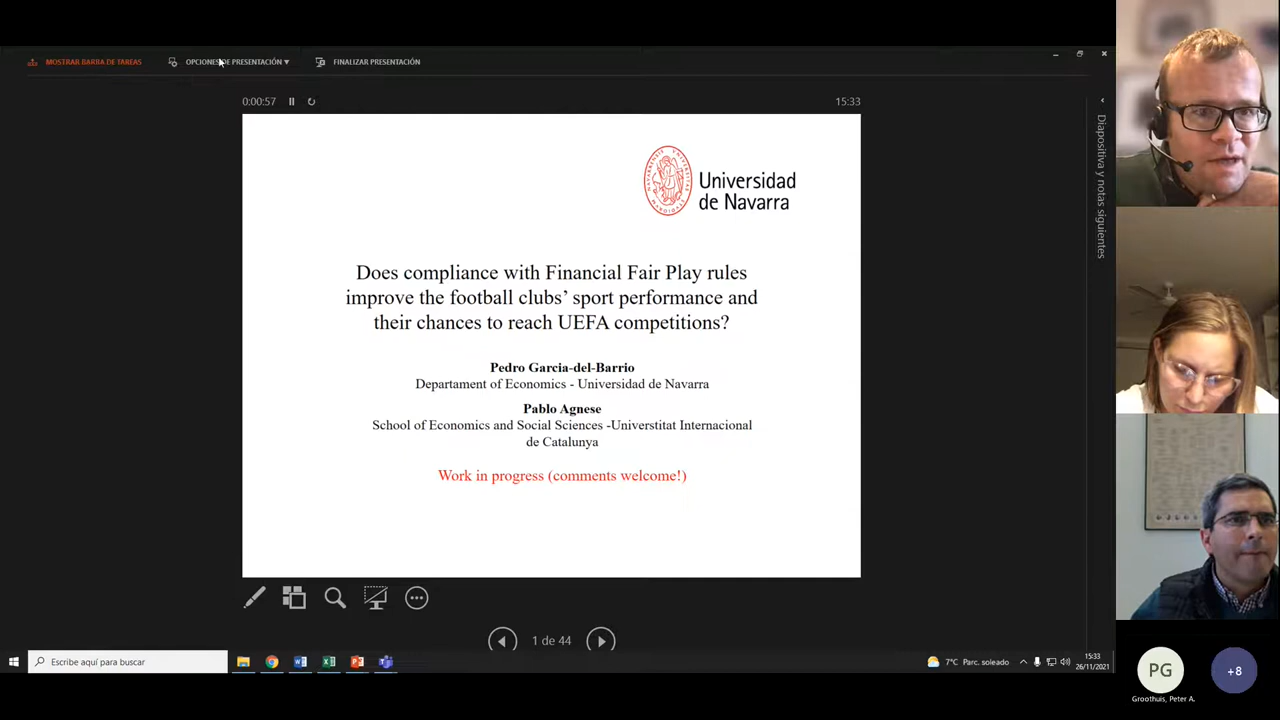 MOSTRAR BARRA DE TAREAS
OPCIONES DE PRESENTACIÓN ▾
FINALIZAR PRESENTACIÓN
0:00:57
15:33
Diapositiva y notas siguientes
Universidad
de Navarra
Does compliance with Financial Fair Play rules
improve the football clubs' sport performance and
their chances to reach UEFA competitions?
Pedro Garcia-del-Barrio
Departament of Economics - Universidad de Navarra
Pablo Agnese
School of Economics and Social Sciences -Universtitat Internacional
de Catalunya
Work in progress (comments welcome!)
1 de 44
Escribe aquí para buscar
7°C Parc. soleado
15:33
26/11/2021
PG
+8
Groothuis, Peter A.